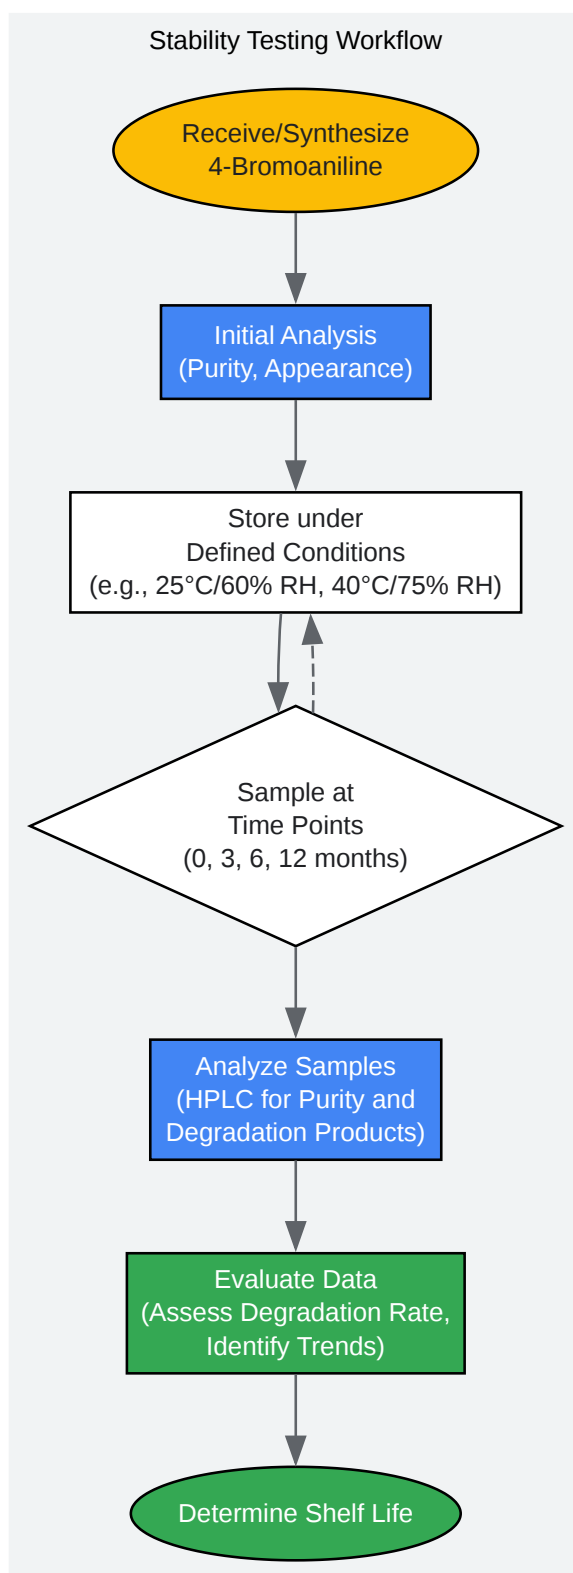 Stability Testing Workflow
Receive/Synthesize
4-Bromoaniline
Initial Analysis
(Purity, Appearance)
Store under
Defined Conditions
(e.g., 25°C/60% RH, 40°C/75% RH)
Sample at
Time Points
(0, 3, 6, 12 months)
Analyze Samples
(HPLC for Purity and
Degradation Products)
Evaluate Data
(Assess Degradation Rate,
Identify Trends)
Determine Shelf Life